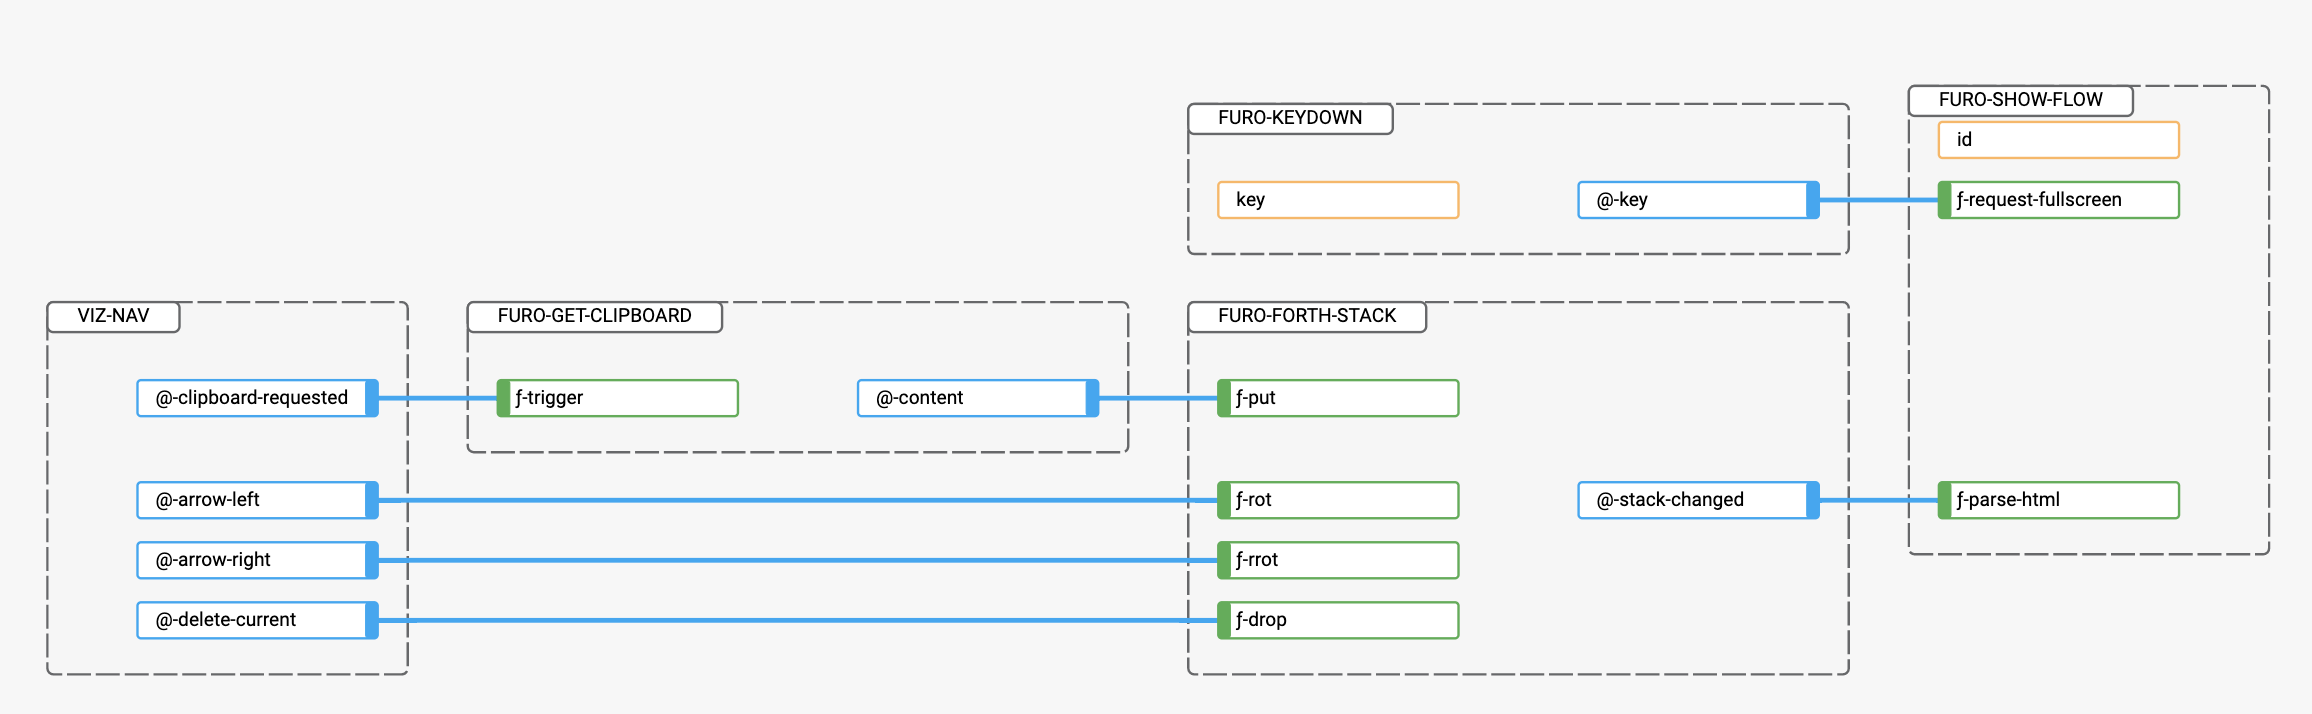 FURO-SHOW-FLOW
id
ƒ-request-fullscreen
ƒ-parse-html
FURO-KEYDOWN
key
@-key
VIZ-NAV
@-clipboard-requested
@-arrow-left
@-arrow-right
@-delete-current
FURO-GET-CLIPBOARD
ƒ-trigger
@-content
FURO-FORTH-STACK
ƒ-put
ƒ-rot
@-stack-changed
ƒ-rrot
ƒ-drop